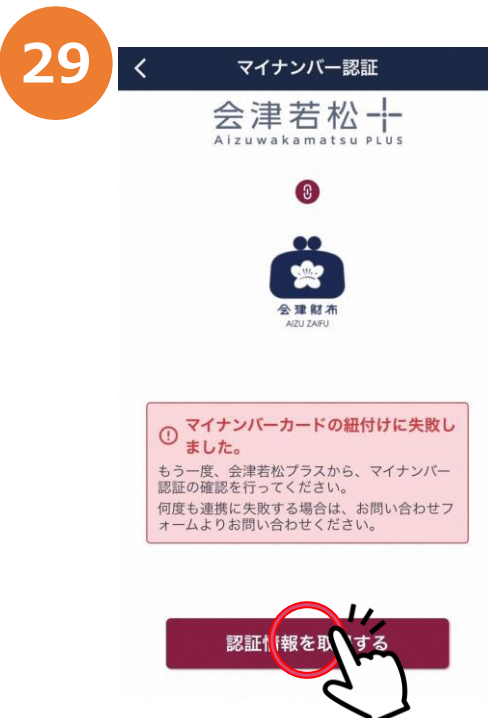 29
マイナンバー認証
会津若松＋
Aizuwakamatsu PLUS
会津財布
AIZU ZAIFU
マイナンバーカードの紐付けに失敗し
ました。
もう一度、会津若松プラスから、マイナンバー
認証の確認を行ってください。
何度も連携に失敗する場合は、お問い合わせフ
ォームよりお問い合わせください。
認証情報を取する